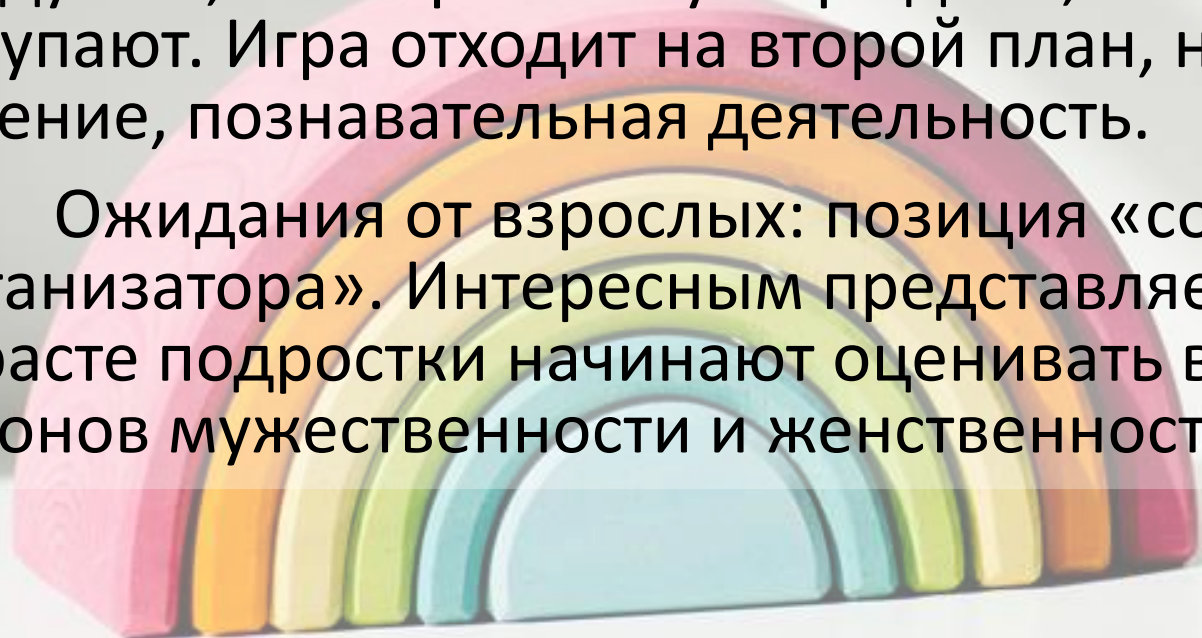 упают. Игра отходит на второй план, н
ение, познавательная деятельность.
Ожидания от взрослых: позиция «со
ганизатора». Интересным представляе
расте подростки начинают оценивать в
онов мужественности и женственност